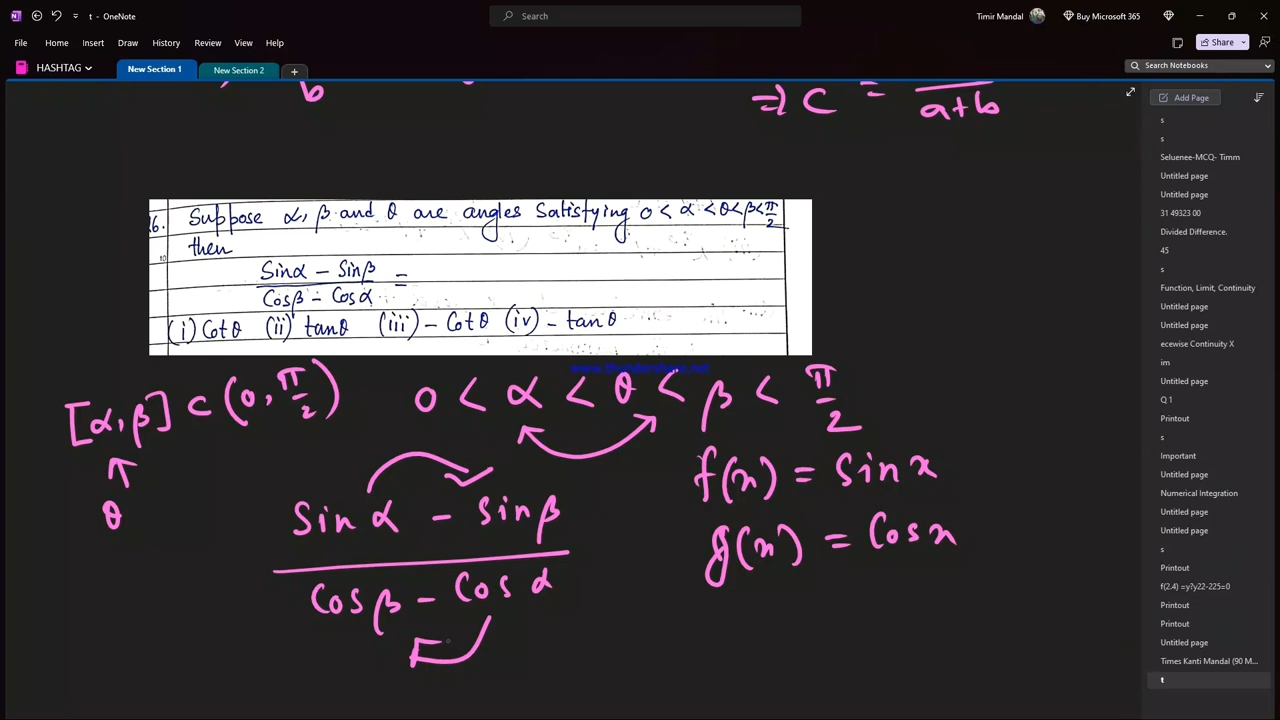 t - OneNote
Search
Timir Mandal
Buy Microsoft 365
File Home Insert Draw History Review View Help
Share
HASHTAG
New Section 1
New Section 2
+
Search Notebooks
b
⇒ C =
a+b
26. Suppose α, β and θ are angles satisfying 0 < α < θ < β < π/2
then
Sinα - Sinβ
Cosβ - Cosα
=
(i) Cotθ (ii) tanθ (iii) - Cotθ (iv) - tanθ
www.thundershare.net
[α, β] ⊂ (0, π/2)
0 < α < θ < β < π/2
θ
f(x) = Sin x
g(x) = Cos x
Sin α - Sin β
Cos β - Cos α
Add Page
s
s
Seluenee-MCQ- Timm
Untitled page
Untitled page
31 49323 00
Divided Difference.
45
s
Function, Limit, Continuity
Untitled page
Untitled page
ecewise Continuity X
im
Untitled page
Q 1
Printout
s
Important
Untitled page
Numerical Integration
Untitled page
Untitled page
s
Printout
f(2.4) =y?y22-225=0
Printout
Printout
Untitled page
Times Kanti Mandal (90 M...
t